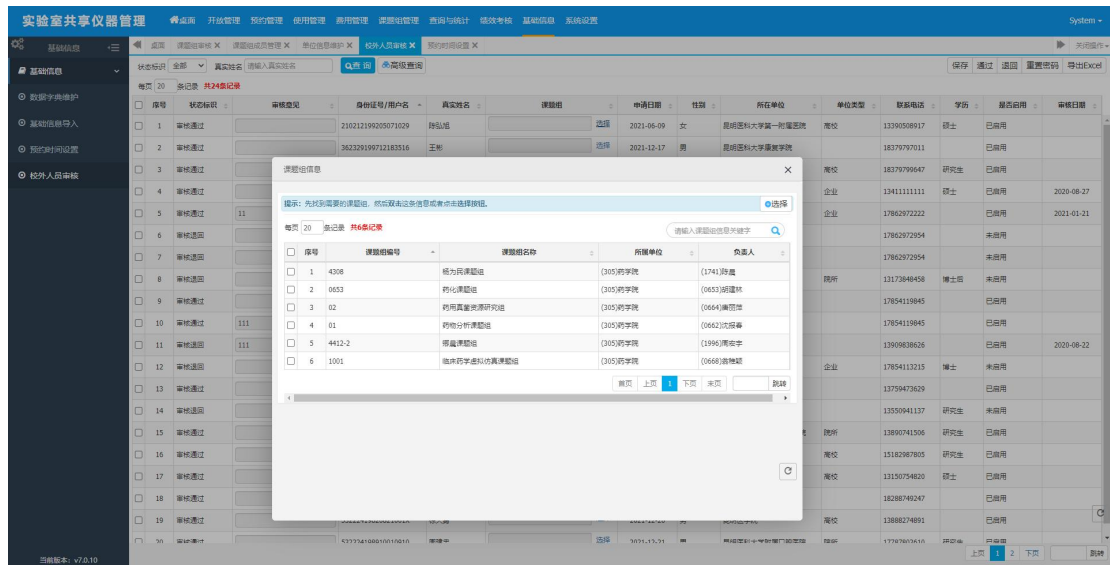 实验室共享仪器管理 桌面 开放管理 预约管理 使用管理 费用管理 课题组管理 查询与统计 绩效考核 基础信息 系统设置 System
基础信息 桌面 课题组审核 课题组成员管理 单位信息维护 校外人员审核 预约时间设置 关闭操作
基础信息 状态标识 全部 真实姓名 请输入真实姓名 查 询 高级查询 保存 通过 退回 重置密码 导出Excel
每页 20 条记录 共24条记录
数据字典维护
基础信息导入
预约时间设置
校外人员审核
序号 状态标识 审核意见 身份证号/用户名 真实姓名 课题组 申请日期 性别 所在单位 单位类型 联系电话 学历 是否启用 审核日期
1 审核通过 210212199205071029 陈弘旭 选择 2021-06-09 女 昆明医科大学第一附属医院 高校 13390508917 硕士 已启用
2 审核通过 362329199712183516 王彬 选择 2021-12-17 男 昆明医科大学康复学院 18379797011 已启用
3 审核通过 高校 18379799647 研究生 已启用
4 审核通过 企业 13411111111 硕士 已启用 2020-08-27
5 审核通过 11 企业 17862972222 已启用 2021-01-21
6 审核退回 17862972954 未启用
7 审核退回 17862972954 未启用
8 审核退回 院所 13173848458 博士后 未启用
9 审核通过 17854119845 已启用
10 审核退回 111 17854119845 已启用
11 审核退回 111 13909838626 已启用 2020-08-22
12 审核退回 企业 17854113215 博士 未启用
13 审核通过 13759473629 已启用
14 审核退回 13550941137 研究生 未启用
15 审核通过 院所 13890741506 研究生 已启用
16 审核通过 高校 15182987805 研究生 已启用
17 审核通过 高校 13150754820 硕士 已启用
18 审核通过 18288749247 已启用
19 审核通过 高校 13888274891 已启用
20 审核通过 532224198910010910 选择 2021-12-21 男 院所 17787803610 研究生 已启用
课题组信息
提示：先找到需要的课题组，然后双击这条信息或者点击选择按钮。 选择
每页 20 条记录 共6条记录 请输入课题组信息关键字
序号 课题组编号 课题组名称 所属单位 负责人
1 4308 杨为民课题组 (305)药学院 (1741)陈晨
2 0653 药化课题组 (305)药学院 (0653)胡建林
3 02 药用真菌资源研究组 (305)药学院 (0664)
4 01 药物分析课题组 (305)药学院 (0662)沈报春
5 4412-2 课题组 (305)药学院 (1996)周宏宇
6 1001 临床药学虚拟仿真课题组 (305)药学院 (0668)
首页 上页 1 下页 末页 跳转
当前版本：v7.0.10 上页 1 2 下页 跳转